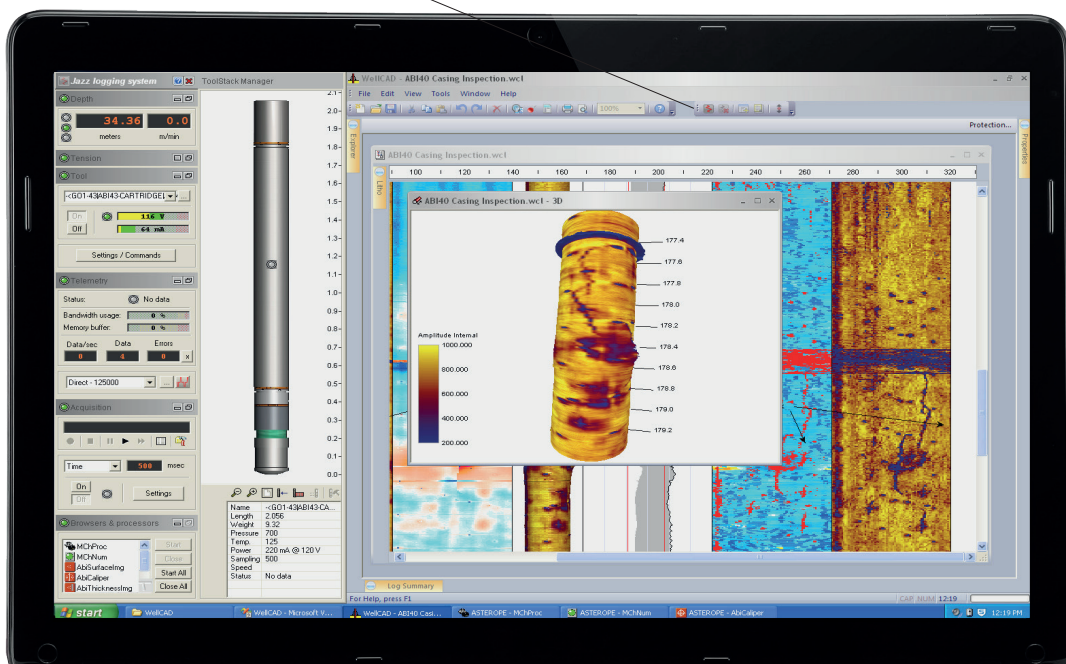 Jazz logging system
ToolStack Manager
Depth
34.36 0.0
meters m/min
Tension
Tool
-<GO1-43|ABI43-CARTRIDGE
On
116 V
Off
64 mA
Settings / Commands
Telemetry
Status: No data
Bandwidth usage: 0 %
Memory buffer: 0 %
Data/sec Data Errors
0 4 0 x
Direct - 125000 ...
Acquisition
Time 500 msec
On
Off
Settings
Browsers & processors
MChProc
MChNum
AbiSurfaceImg
AbiCaliper
AbiThicknessImg
Start
Close
Start All
Close All
2.1-
2.0-
1.9-
1.8-
1.7-
1.6-
1.5-
1.4-
1.3-
1.2-
1.1-
1.0-
0.9-
0.8-
0.7-
0.6-
0.5-
0.4-
0.3-
0.2-
0.1-
0.0-
Name -<GO1-43|ABI43-CA...
Length 2.056
Weight 9.32
Pressure 700
Temp. 125
Power 220 mA @ 120 V
Sampling 500
Speed
Status No data
WellCAD - ABI40 Casing Inspection.wcl
File Edit View Tools Window Help
100%
Protection...
Explorer
Properties
ABI40 Casing Inspection.wcl
Litho
100 120 140 160 180 200 222 240 260 280 300 320
ABI40 Casing Inspection.wcl - 3D
177.4
177.6
177.8
178.0
178.2
178.4
178.6
178.8
179.0
179.2
Amplitude Internal
1000.000
800.000
600.000
400.000
200.000
Log Summary
For Help, press F1
CAP NUM 12:19
start
WellCAD
WellCAD - Microsoft V...
WellCAD - ABI40 Casi...
ASTEROPE - MChProc
ASTEROPE - MChNum
ASTEROPE - AbiCaliper
12:19 PM